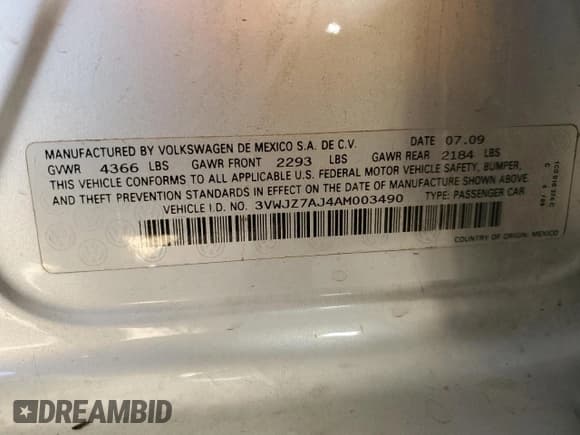 MANUFACTURED BY VOLKSWAGEN DE MEXICO S.A. DE C.V. DATE 07.09
GVWR 4366 LBS GAWR FRONT 2293 LBS GAWR REAR 2184 LBS
THIS VEHICLE CONFORMS TO ALL APPLICABLE U.S. FEDERAL MOTOR VEHICLE SAFETY, BUMPER,
AND THEFT PREVENTION STANDARDS IN EFFECT ON THE DATE OF MANUFACTURE SHOWN ABOVE.
VEHICLE I.D. NO. 3VWJZ7AJ4AM003490 TYPE: PASSENGER CAR
COUNTRY OF ORIGIN: MEXICO
DREAMBID